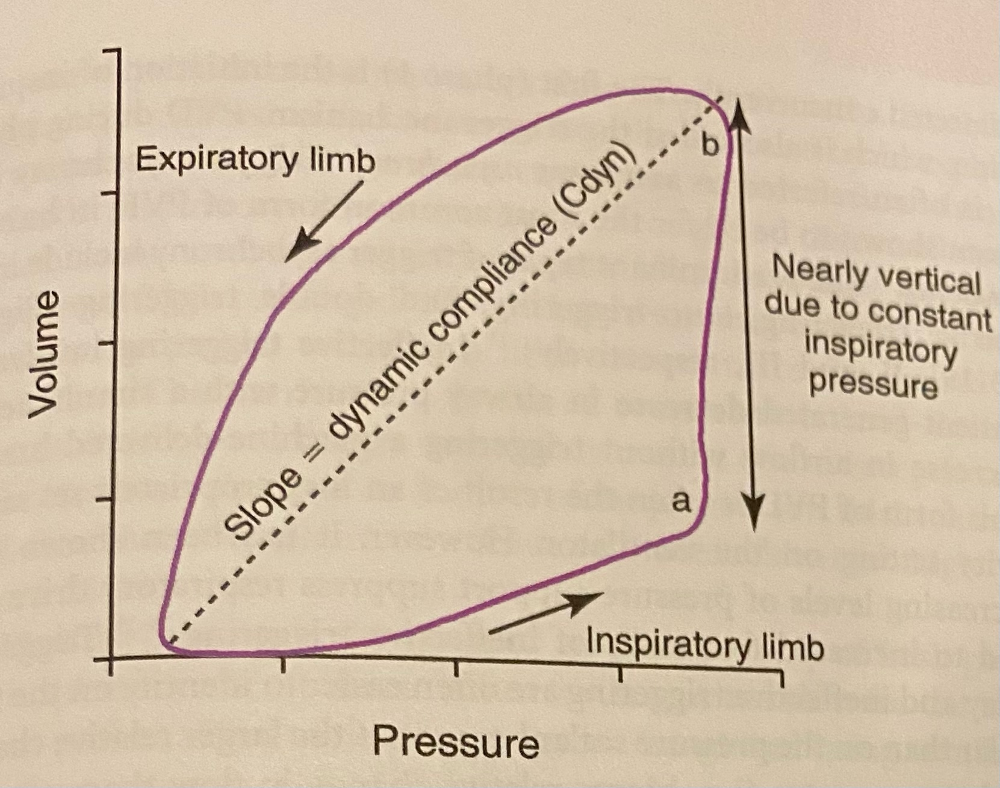 Expiratory limb
Slope = dynamic compliance (Cdyn)
b
Nearly vertical
due to constant
inspiratory
pressure
a
Inspiratory limb
Volume
Pressure